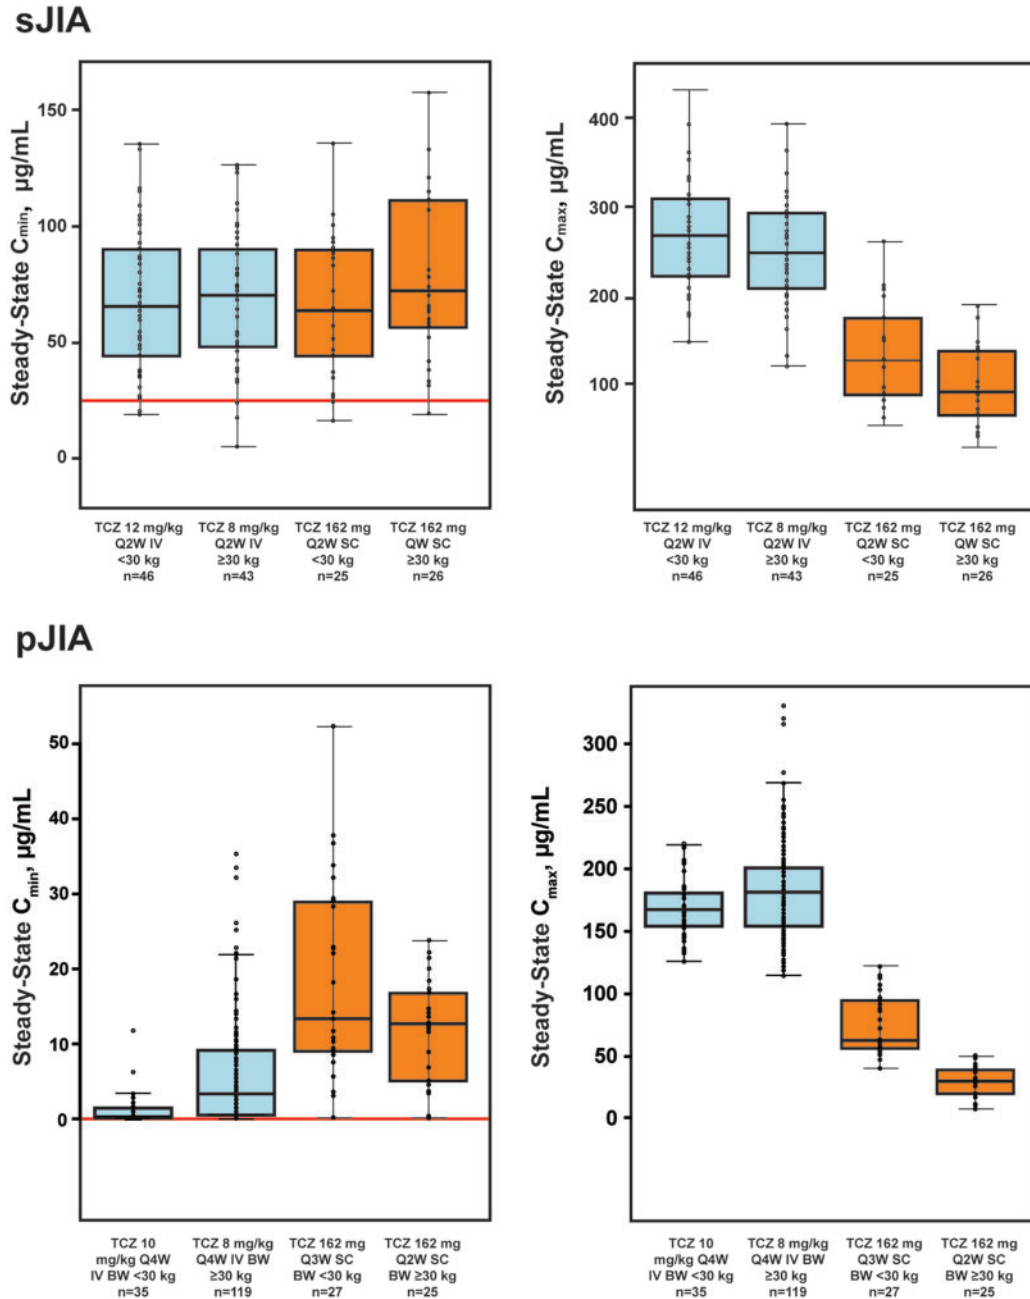 sJIA
Steady-State Cmin, µg/mL
150
100
50
0
TCZ 12 mg/kg
Q2W IV
<30 kg
n=46
TCZ 8 mg/kg
Q2W IV
≥30 kg
n=43
TCZ 162 mg
Q2W SC
<30 kg
n=25
TCZ 162 mg
QW SC
≥30 kg
n=26
Steady-State Cmax, µg/mL
400
300
200
100
TCZ 12 mg/kg
Q2W IV
<30 kg
n=46
TCZ 8 mg/kg
Q2W IV
≥30 kg
n=43
TCZ 162 mg
Q2W SC
<30 kg
n=25
TCZ 162 mg
QW SC
≥30 kg
n=26
pJIA
Steady-State Cmin, µg/mL
50
40
30
20
10
0
TCZ 10
mg/kg Q4W
IV BW <30 kg
n=35
TCZ 8 mg/kg
Q4W IV BW
≥30 kg
n=119
TCZ 162 mg
Q3W SC
BW <30 kg
n=27
TCZ 162 mg
Q2W SC
BW ≥30 kg
n=25
Steady-State Cmax, µg/mL
300
250
200
150
100
50
0
TCZ 10
mg/kg Q4W
IV BW <30 kg
n=35
TCZ 8 mg/kg
Q4W IV BW
≥30 kg
n=119
TCZ 162 mg
Q3W SC
BW <30 kg
n=27
TCZ 162 mg
Q2W SC
BW ≥30 kg
n=25